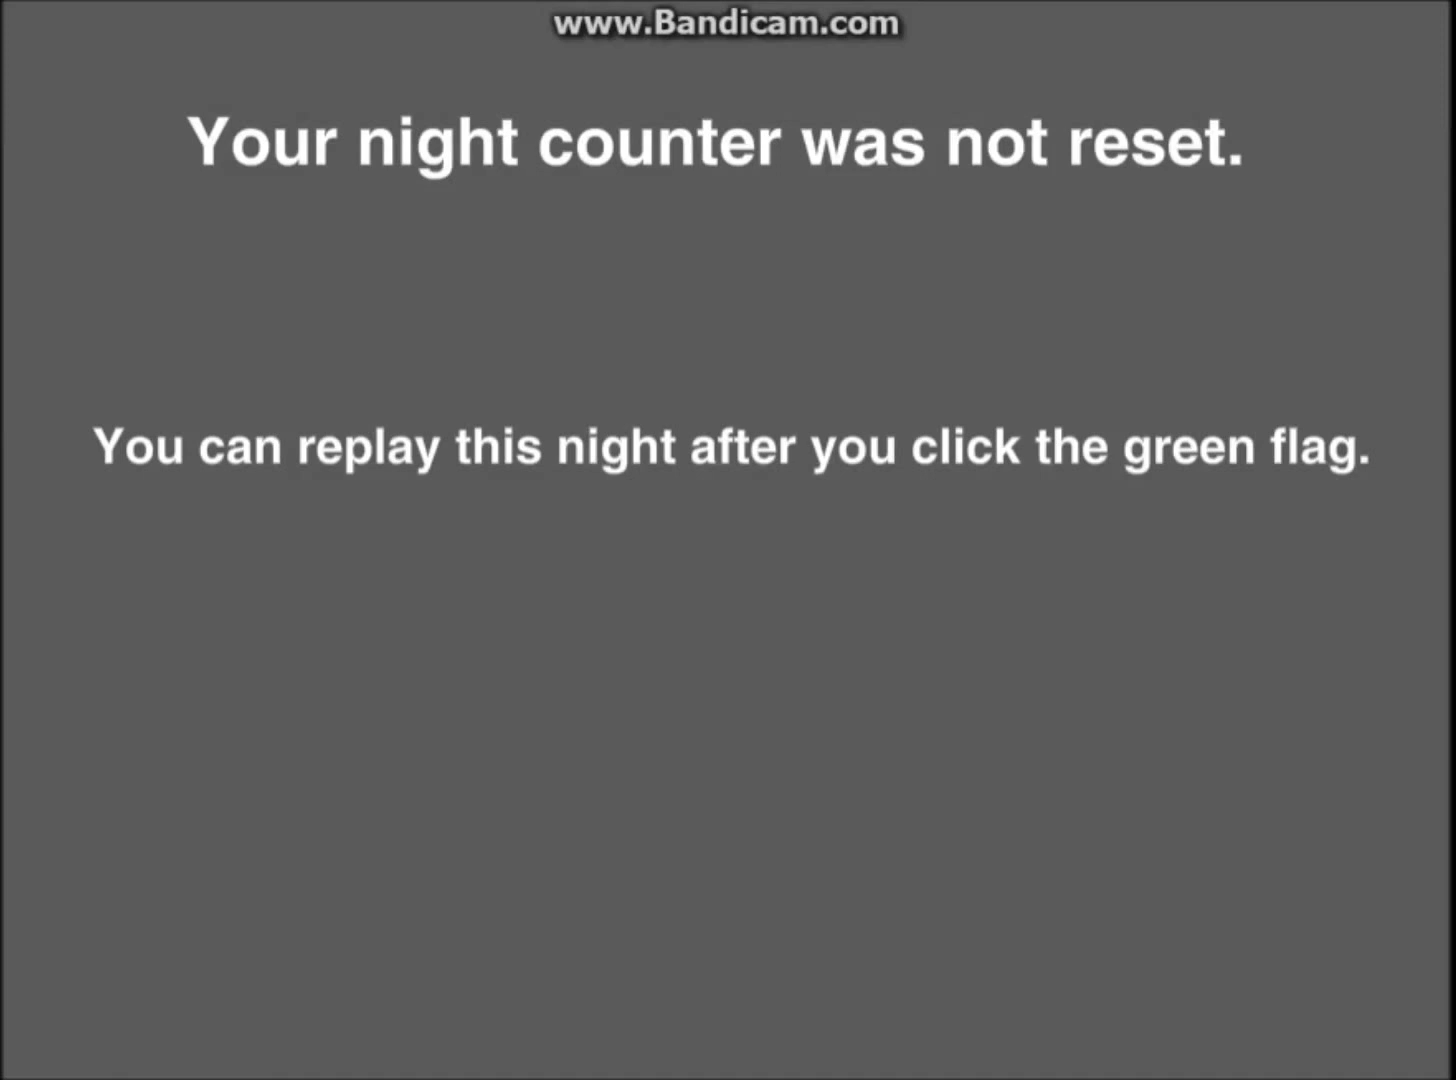 www.Bandicam.com
Your night counter was not reset.
You can replay this night after you click the green flag.